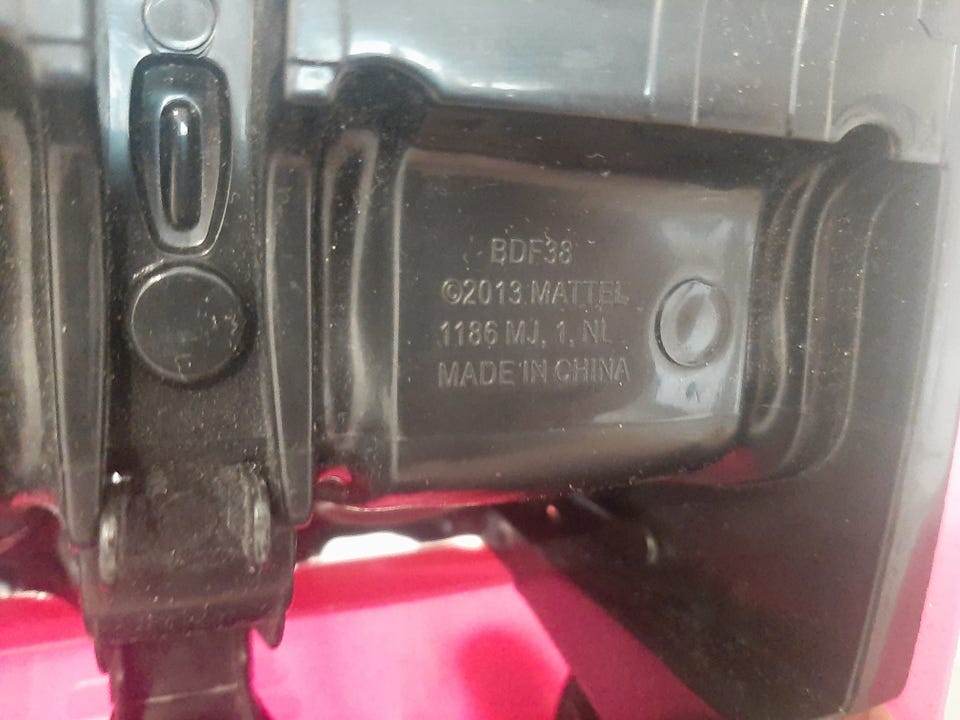 BDF38
©2013 MATTEL
1186 MJ, 1, NL
MADE IN CHINA